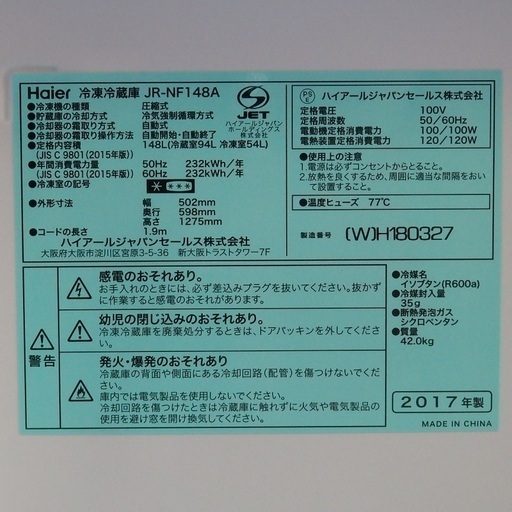 Haier 冷凍冷蔵庫 JR-NF148A
●冷凍機の種類 圧縮式
●貯蔵庫の冷却方式 冷気強制循環方式
●冷却器の霜取り方式 自動式
●冷却器の霜取り操作方法 自動開始・自動終了
●定格内容積 148L(冷蔵室94L 冷凍室54L)
(JIS C 9801(2015年版))
●年間消費電力量 50Hz 232kWh/年
(JIS C 9801(2015年版)) 60Hz 232kWh/年
●冷凍室の記号
●外形寸法 幅 502mm
奥行 598mm
高さ 1275mm
●コードの長さ 1.9m
ハイアールジャパンセールス株式会社
大阪府大阪市淀川区宮原3-5-36 新大阪トラストタワー7F
JET
ハイアールジャパン
ホールディングス
株式会社
PS
E
ハイアールジャパンセールス株式会社
定格電圧 100V
定格周波数 50/60Hz
電動機定格消費電力 100/100W
電熱装置定格消費電力 120/120W
●使用上の注意
1.電源は必ずコンセントからとること。
2.放熱を良くするため、周囲に適当な間隔をおいて設置すること。
●温度ヒューズ 77℃
製造番号 (W)H180327
警告
感電のおそれあり。
お手入れのときには、必ず差込みプラグを抜いてください。抜かずに作業すると感電のおそれあり。
幼児の閉じ込めのおそれあり。
冷凍冷蔵庫を廃棄処分するときは、ドアパッキンを外してください。
発火・爆発のおそれあり
冷蔵庫の背面や側面にある冷却回路(配管)を傷つけないでください。
庫内では電気製品を使用しないでください。
冷却回路を傷つけたときは冷蔵庫に触れずに火気や電気製品の使用を避け窓を開け換気してください。
●冷媒名
イソブタン(R600a)
●冷媒封入量
35g
●断熱発泡ガス
シクロペンタン
●質量
42.0kg
2017年製
MADE IN CHINA